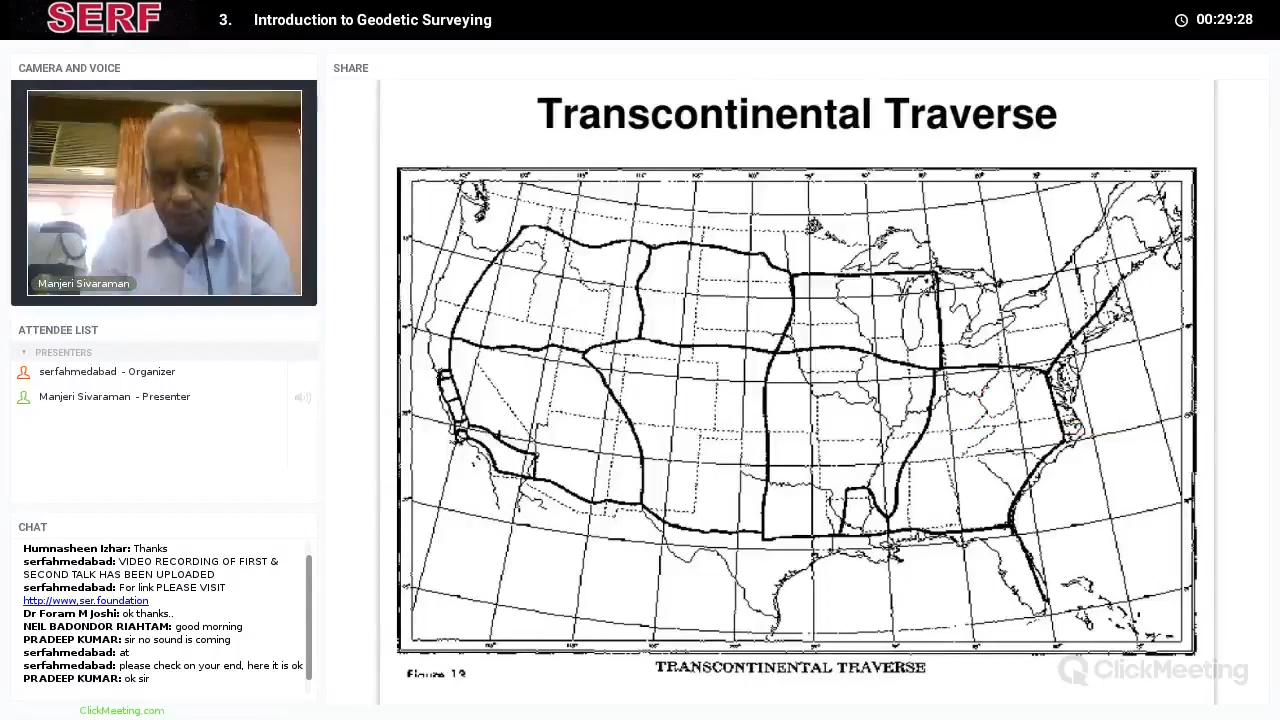 SERF
3. Introduction to Geodetic Surveying
00:29:28
CAMERA AND VOICE
Manjeri Sivaraman
ATTENDEE LIST
PRESENTERS
serfahmedabad - Organizer
Manjeri Sivaraman - Presenter
CHAT
Humnasheen Izhar: Thanks
serfahmedabad: VIDEO RECORDING OF FIRST &
SECOND TALK HAS BEEN UPLOADED
serfahmedabad: For link PLEASE VISIT
http://www,ser.foundation
Dr Foram M Joshi: ok thanks..
NEIL BADONDOR RIAHTAM: good morning
PRADEEP KUMAR: sir no sound is coming
serfahmedabad: at
serfahmedabad: please check on your end, here it is ok
PRADEEP KUMAR: ok sir
ClickMeeting.com
SHARE
Transcontinental Traverse
TRANSCONTINENTAL TRAVERSE
Figure 13
ClickMeeting